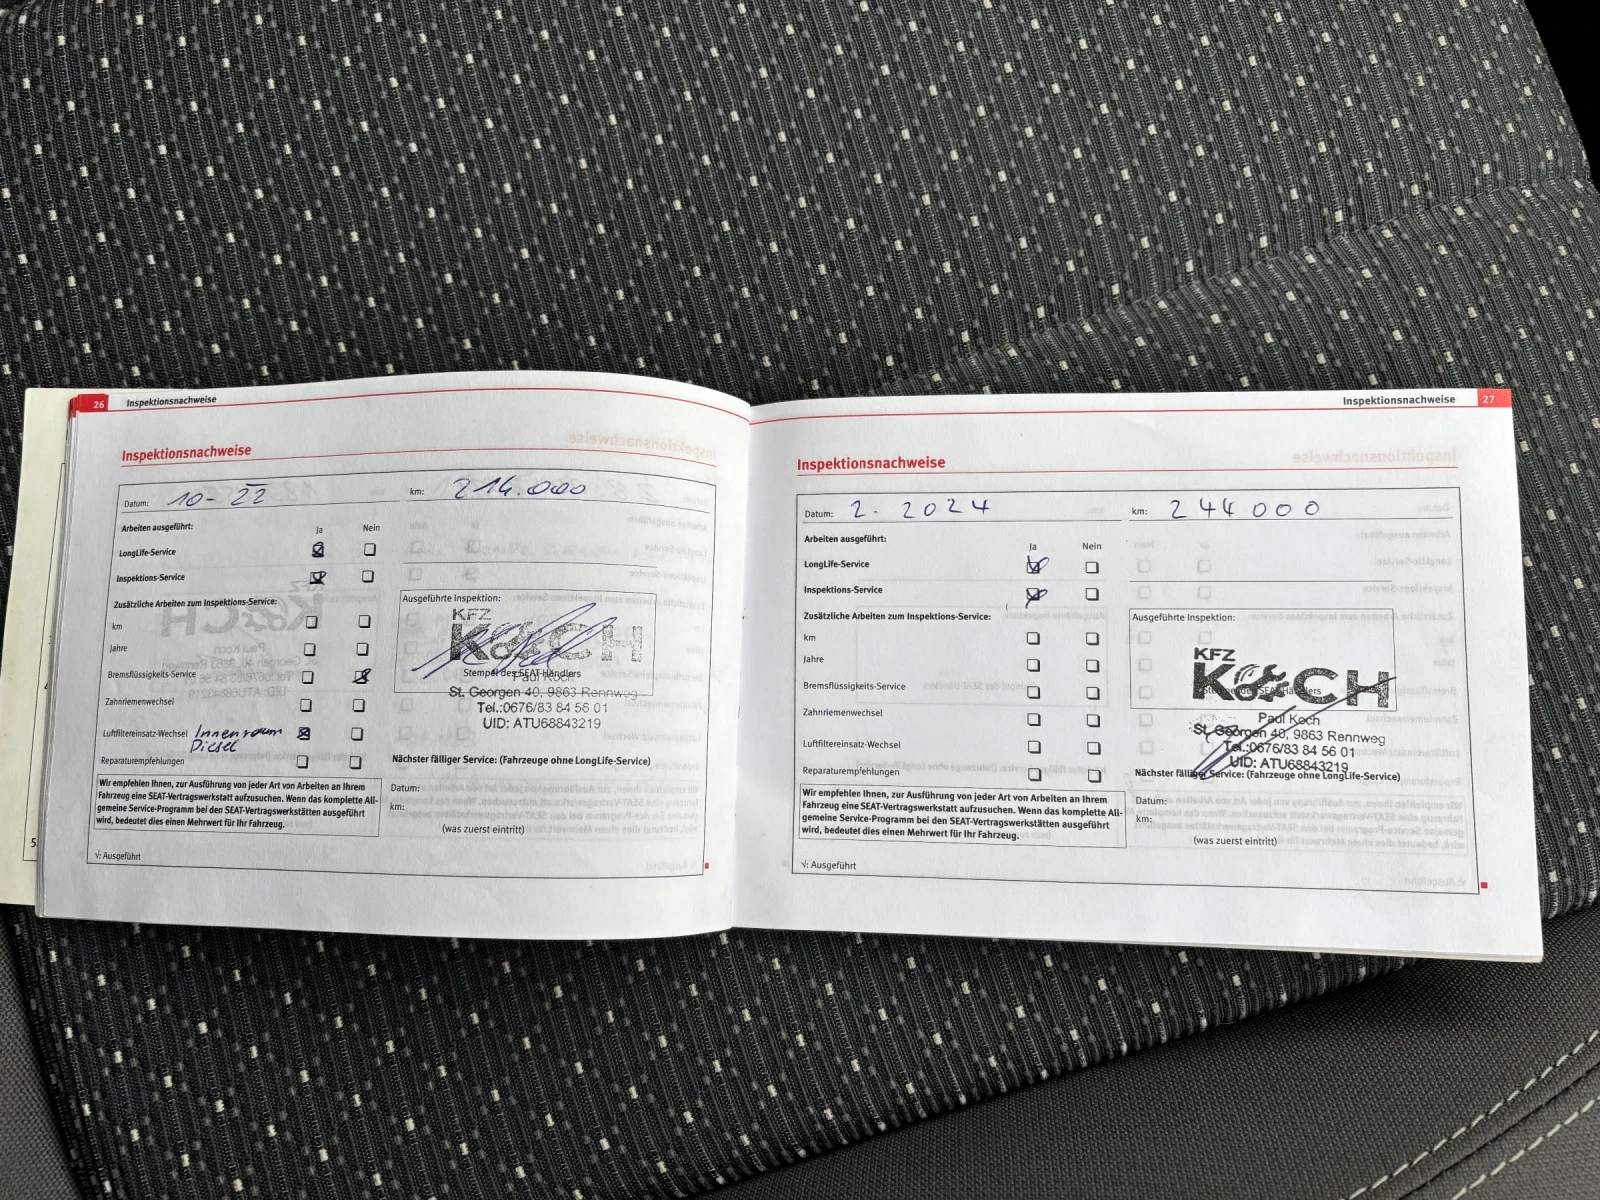 26 Inspektionsnachweise
Inspektionsnachweise
Datum: 10-22 km: 214.000
Arbeiten ausgeführt: Ja Nein
LongLife-Service
Inspektions-Service
Zusätzliche Arbeiten zum Inspektions-Service:
km
Jahre
Bremsflüssigkeits-Service
Zahnriemenwechsel
Luftfiltereinsatz-Wechsel Innenraum
Diesel
Reparaturempfehlungen
Wir empfehlen Ihnen, zur Ausführung von jeder Art von Arbeiten an Ihrem
Fahrzeug eine SEAT-Vertragswerkstatt aufzusuchen. Wenn das komplette All-
gemeine Service-Programm bei den SEAT-Vertragswerkstätten ausgeführt
wird, bedeutet dies einen Mehrwert für Ihr Fahrzeug.
√: Ausgeführt
Ausgeführte Inspektion:
KFZ
KOCH
Stempel des SEAT-Händlers
Paul Koch
St. Georgen 40, 9863 Rennweg
Tel.:0676/83 84 56 01
UID: ATU68843219
Nächster fälliger Service: (Fahrzeuge ohne LongLife-Service)
Datum:
km:
(was zuerst eintritt)
Inspektionsnachweise 27
Inspektionsnachweise
Datum: 2. 2024 km: 244000
Arbeiten ausgeführt:
Ja Nein
LongLife-Service
Inspektions-Service
Zusätzliche Arbeiten zum Inspektions-Service:
km
Jahre
Bremsflüssigkeits-Service
Zahnriemenwechsel
Luftfiltereinsatz-Wechsel
Reparaturempfehlungen
Wir empfehlen Ihnen, zur Ausführung von jeder Art von Arbeiten an Ihrem
Fahrzeug eine SEAT-Vertragswerkstatt aufzusuchen. Wenn das komplette All-
gemeine Service-Programm bei den SEAT-Vertragswerkstätten ausgeführt
wird, bedeutet dies einen Mehrwert für Ihr Fahrzeug.
√: Ausgeführt
Ausgeführte Inspektion:
KFZ
KOCH
Stempel des SEAT-Händlers
Paul Koch
St. Georgen 40, 9863 Rennweg
Tel.:0676/83 84 56 01
UID: ATU68843219
Nächster fälliger Service: (Fahrzeuge ohne LongLife-Service)
Datum:
km:
(was zuerst eintritt)